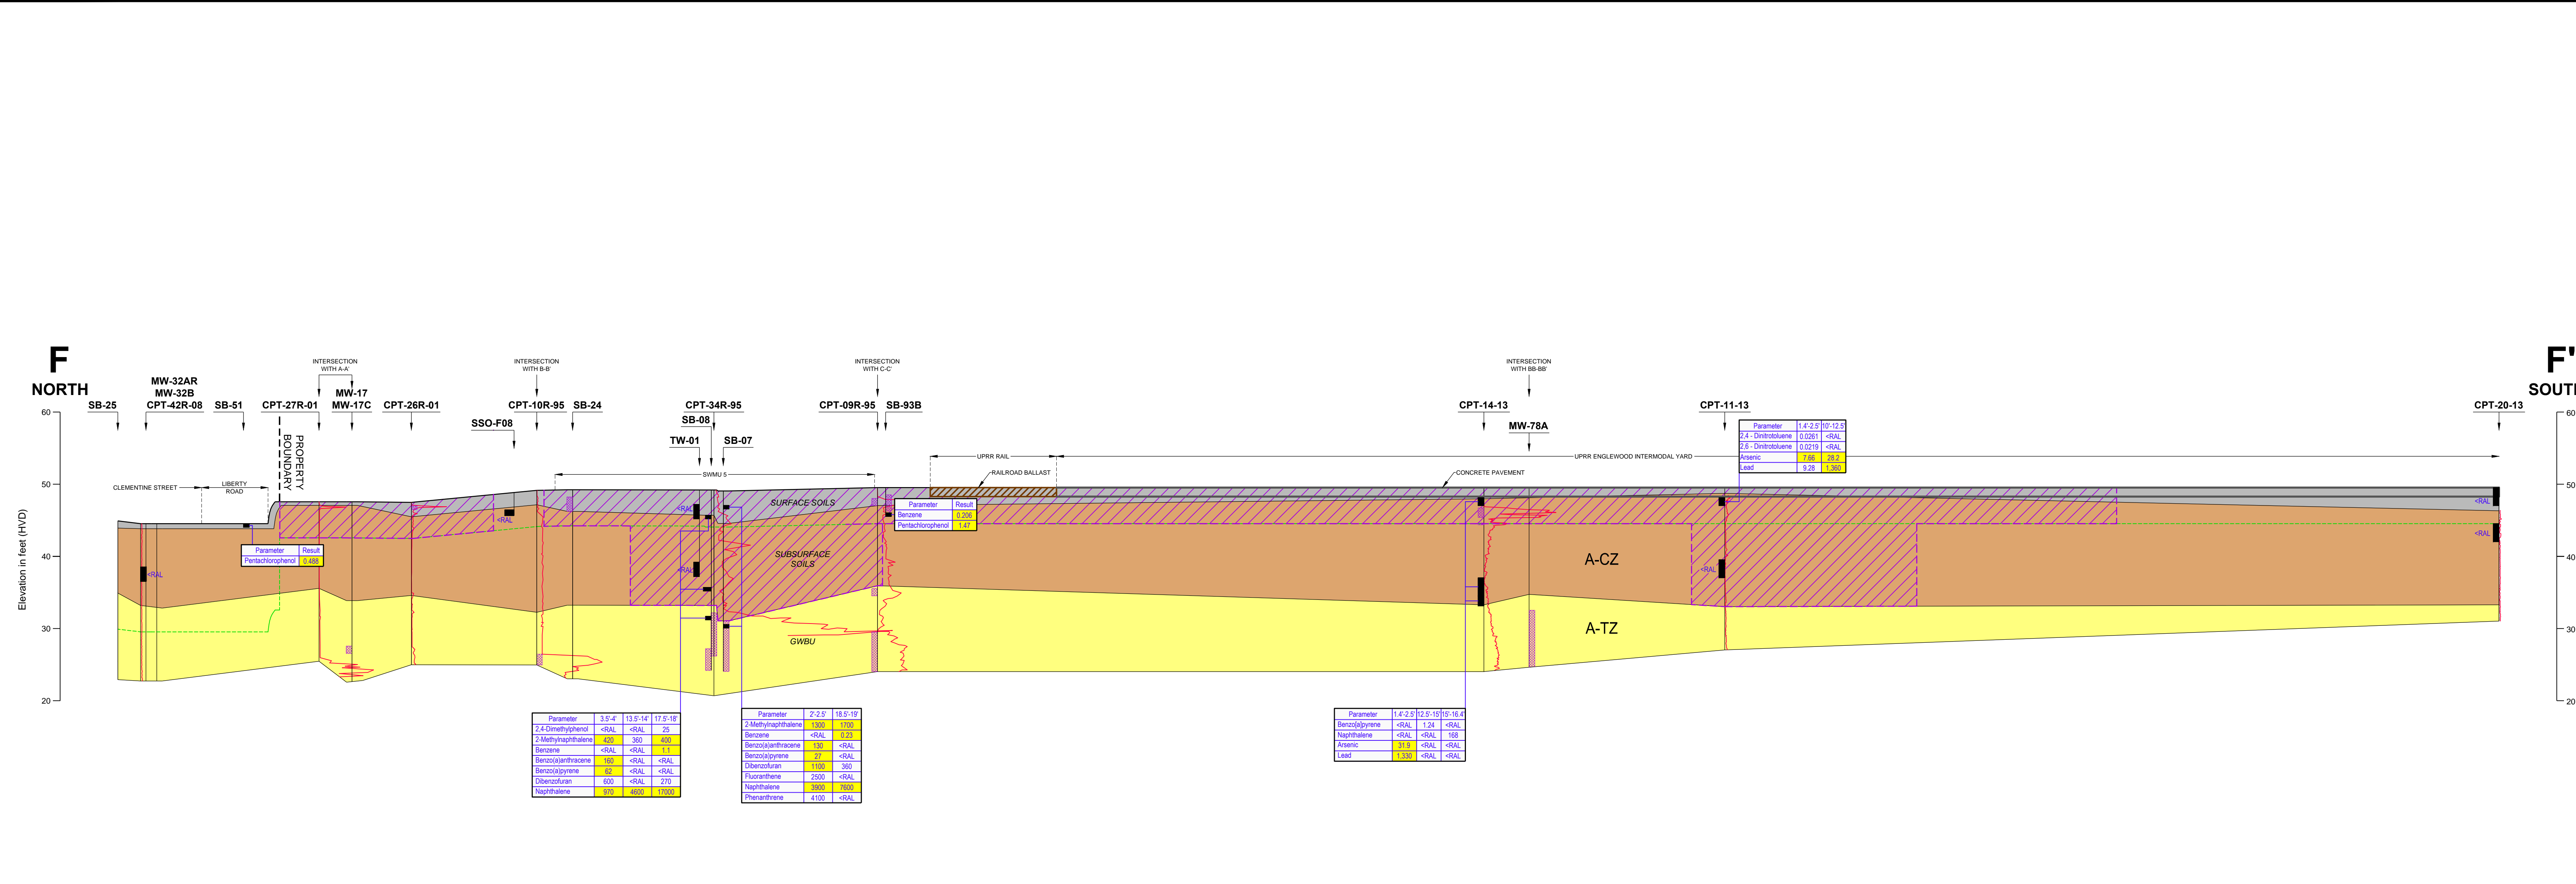 F
NORTH
F'
SOUTH
INTERSECTION
WITH A-A'
INTERSECTION
WITH B-B'
INTERSECTION
WITH C-C'
INTERSECTION
WITH BB-BB'
SB-25
MW-32AR
MW-32B
CPT-42R-08
SB-51
CPT-27R-01
MW-17
MW-17C
CPT-26R-01
SSO-F08
CPT-10R-95
SB-24
CPT-34R-95
SB-08
TW-01
SB-07
CPT-09R-95
SB-93B
CPT-14-13
MW-78A
CPT-11-13
CPT-20-13
60
50
40
30
20
Elevation in feet (HVD)
60
50
40
30
20
PROPERTY
BOUNDARY
CLEMENTINE STREET
LIBERTY
ROAD
SWMU 5
UPRR RAIL
RAILROAD BALLAST
UPRR ENGLEWOOD INTERMODAL YARD
CONCRETE PAVEMENT
SURFACE SOILS
SUBSURFACE
SOILS
GWBU
A-CZ
A-TZ
<RAL
<RAL
<RAL
<RAL
<RAL
<RAL
<RAL
Parameter Result
Pentachlorophenol 0.488
Parameter Result
Benzene 0.206
Pentachlorophenol 1.47
Parameter 1.4'-2.5' 10'-12.5'
2,4 - Dinitrotoluene 0.0261 <RAL
2,6 - Dinitrotoluene 0.0219 <RAL
Arsenic 7.66 28.2
Lead 9.28 1,360
Parameter 3.5'-4' 13.5'-14' 17.5'-18'
2,4-Dimethylphenol <RAL <RAL 25
2-Methylnaphthalene 420 360 400
Benzene <RAL <RAL 1.1
Benzo(a)anthracene 160 <RAL <RAL
Benzo(a)pyrene 62 <RAL <RAL
Dibenzofuran 600 <RAL 270
Naphthalene 970 4600 17000
Parameter 2'-2.5' 18.5'-19'
2-Methylnaphthalene 1300 1700
Benzene <RAL 0.23
Benzo(a)anthracene 130 <RAL
Benzo(a)pyrene 27 <RAL
Dibenzofuran 1100 360
Fluoranthene 2500 <RAL
Naphthalene 3900 7600
Phenanthrene 4100 <RAL
Parameter 1.4'-2.5' 12.5'-15' 15'-16.4'
Benzo[a]pyrene <RAL 1.24 <RAL
Naphthalene <RAL <RAL 168
Arsenic 31.9 <RAL <RAL
Lead 1,330 <RAL <RAL